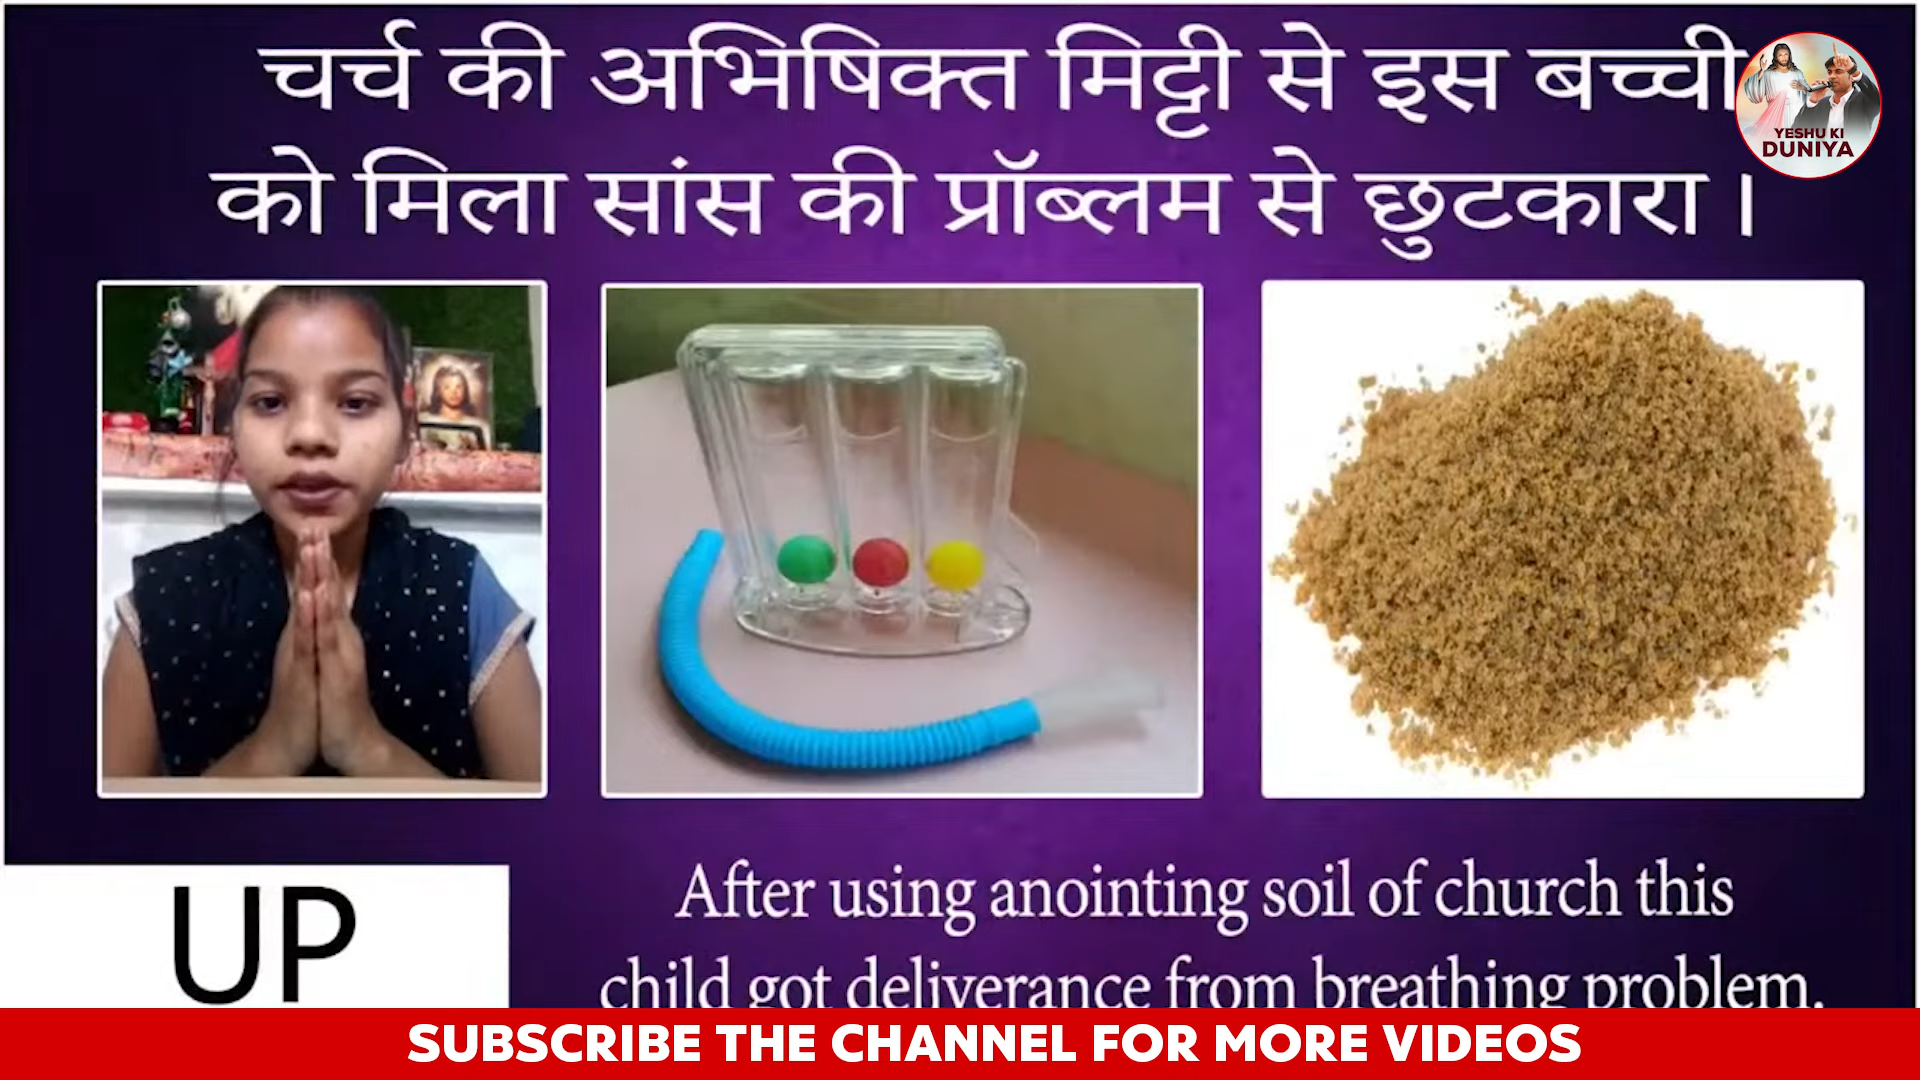 चर्च की अभिषिक्त मिट्टी से इस बच्ची
को मिला सांस की प्रॉब्लम से छुटकारा ।
YESHU KI
DUNIYA
UP
After using anointing soil of church this
child got deliverance from breathing problem.
SUBSCRIBE THE CHANNEL FOR MORE VIDEOS